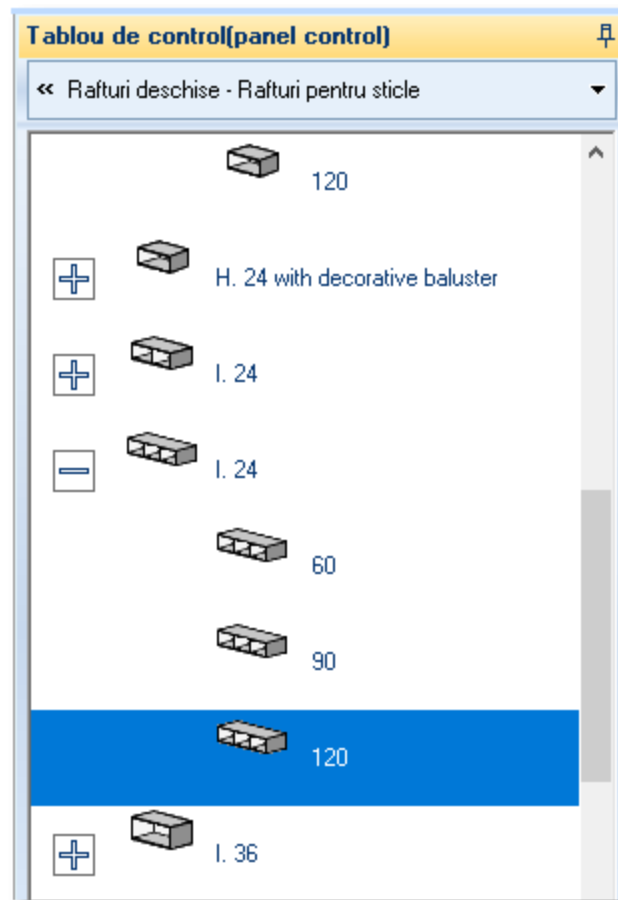 Tablou de control(panel control)
« Rafturi deschise - Rafturi pentru sticle
120
H. 24 with decorative baluster
I. 24
I. 24
60
90
120
I. 36